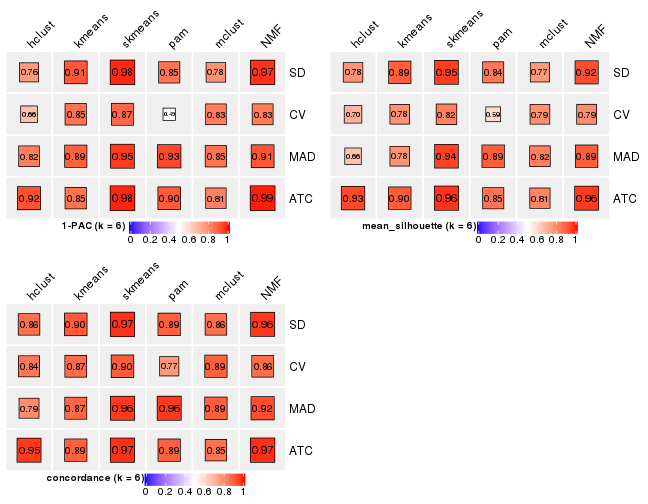 hclust kmeans skmeans pam mclust NMF
0.76 0.91 0.98 0.85 0.78 0.97 SD
0.66 0.85 0.87 0.49 0.83 0.83 CV
0.82 0.89 0.95 0.93 0.85 0.91 MAD
0.92 0.85 0.98 0.90 0.81 0.99 ATC
1-PAC (k = 6)
0 0.2 0.4 0.6 0.8 1
hclust kmeans skmeans pam mclust NMF
0.78 0.89 0.95 0.84 0.77 0.92 SD
0.70 0.78 0.82 0.59 0.79 0.79 CV
0.66 0.78 0.94 0.89 0.82 0.89 MAD
0.93 0.90 0.96 0.85 0.81 0.96 ATC
mean_silhouette (k = 6)
0 0.2 0.4 0.6 0.8 1
hclust kmeans skmeans pam mclust NMF
0.86 0.90 0.97 0.89 0.86 0.96 SD
0.84 0.87 0.90 0.77 0.89 0.86 CV
0.79 0.87 0.96 0.96 0.89 0.92 MAD
0.95 0.89 0.97 0.89 0.85 0.97 ATC
concordance (k = 6)
0 0.2 0.4 0.6 0.8 1